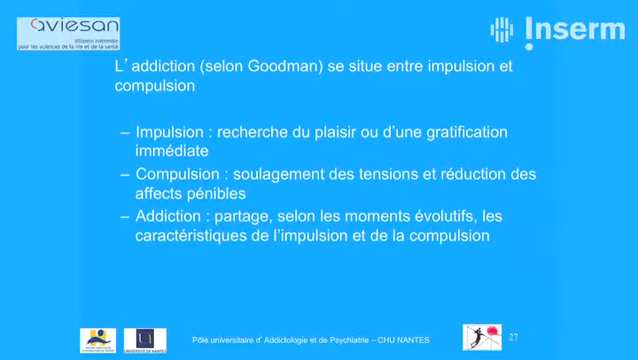 aviesan
alliance nationale
pour les sciences de la vie et de la santé
Inserm
L'addiction (selon Goodman) se situe entre impulsion et
compulsion
– Impulsion : recherche du plaisir ou d'une gratification
immédiate
– Compulsion : soulagement des tensions et réduction des
affects pénibles
– Addiction : partage, selon les moments évolutifs, les
caractéristiques de l'impulsion et de la compulsion
UNIVERSITÉ DE NANTES
Pôle universitaire d'Addictologie et de Psychiatrie – CHU NANTES
27